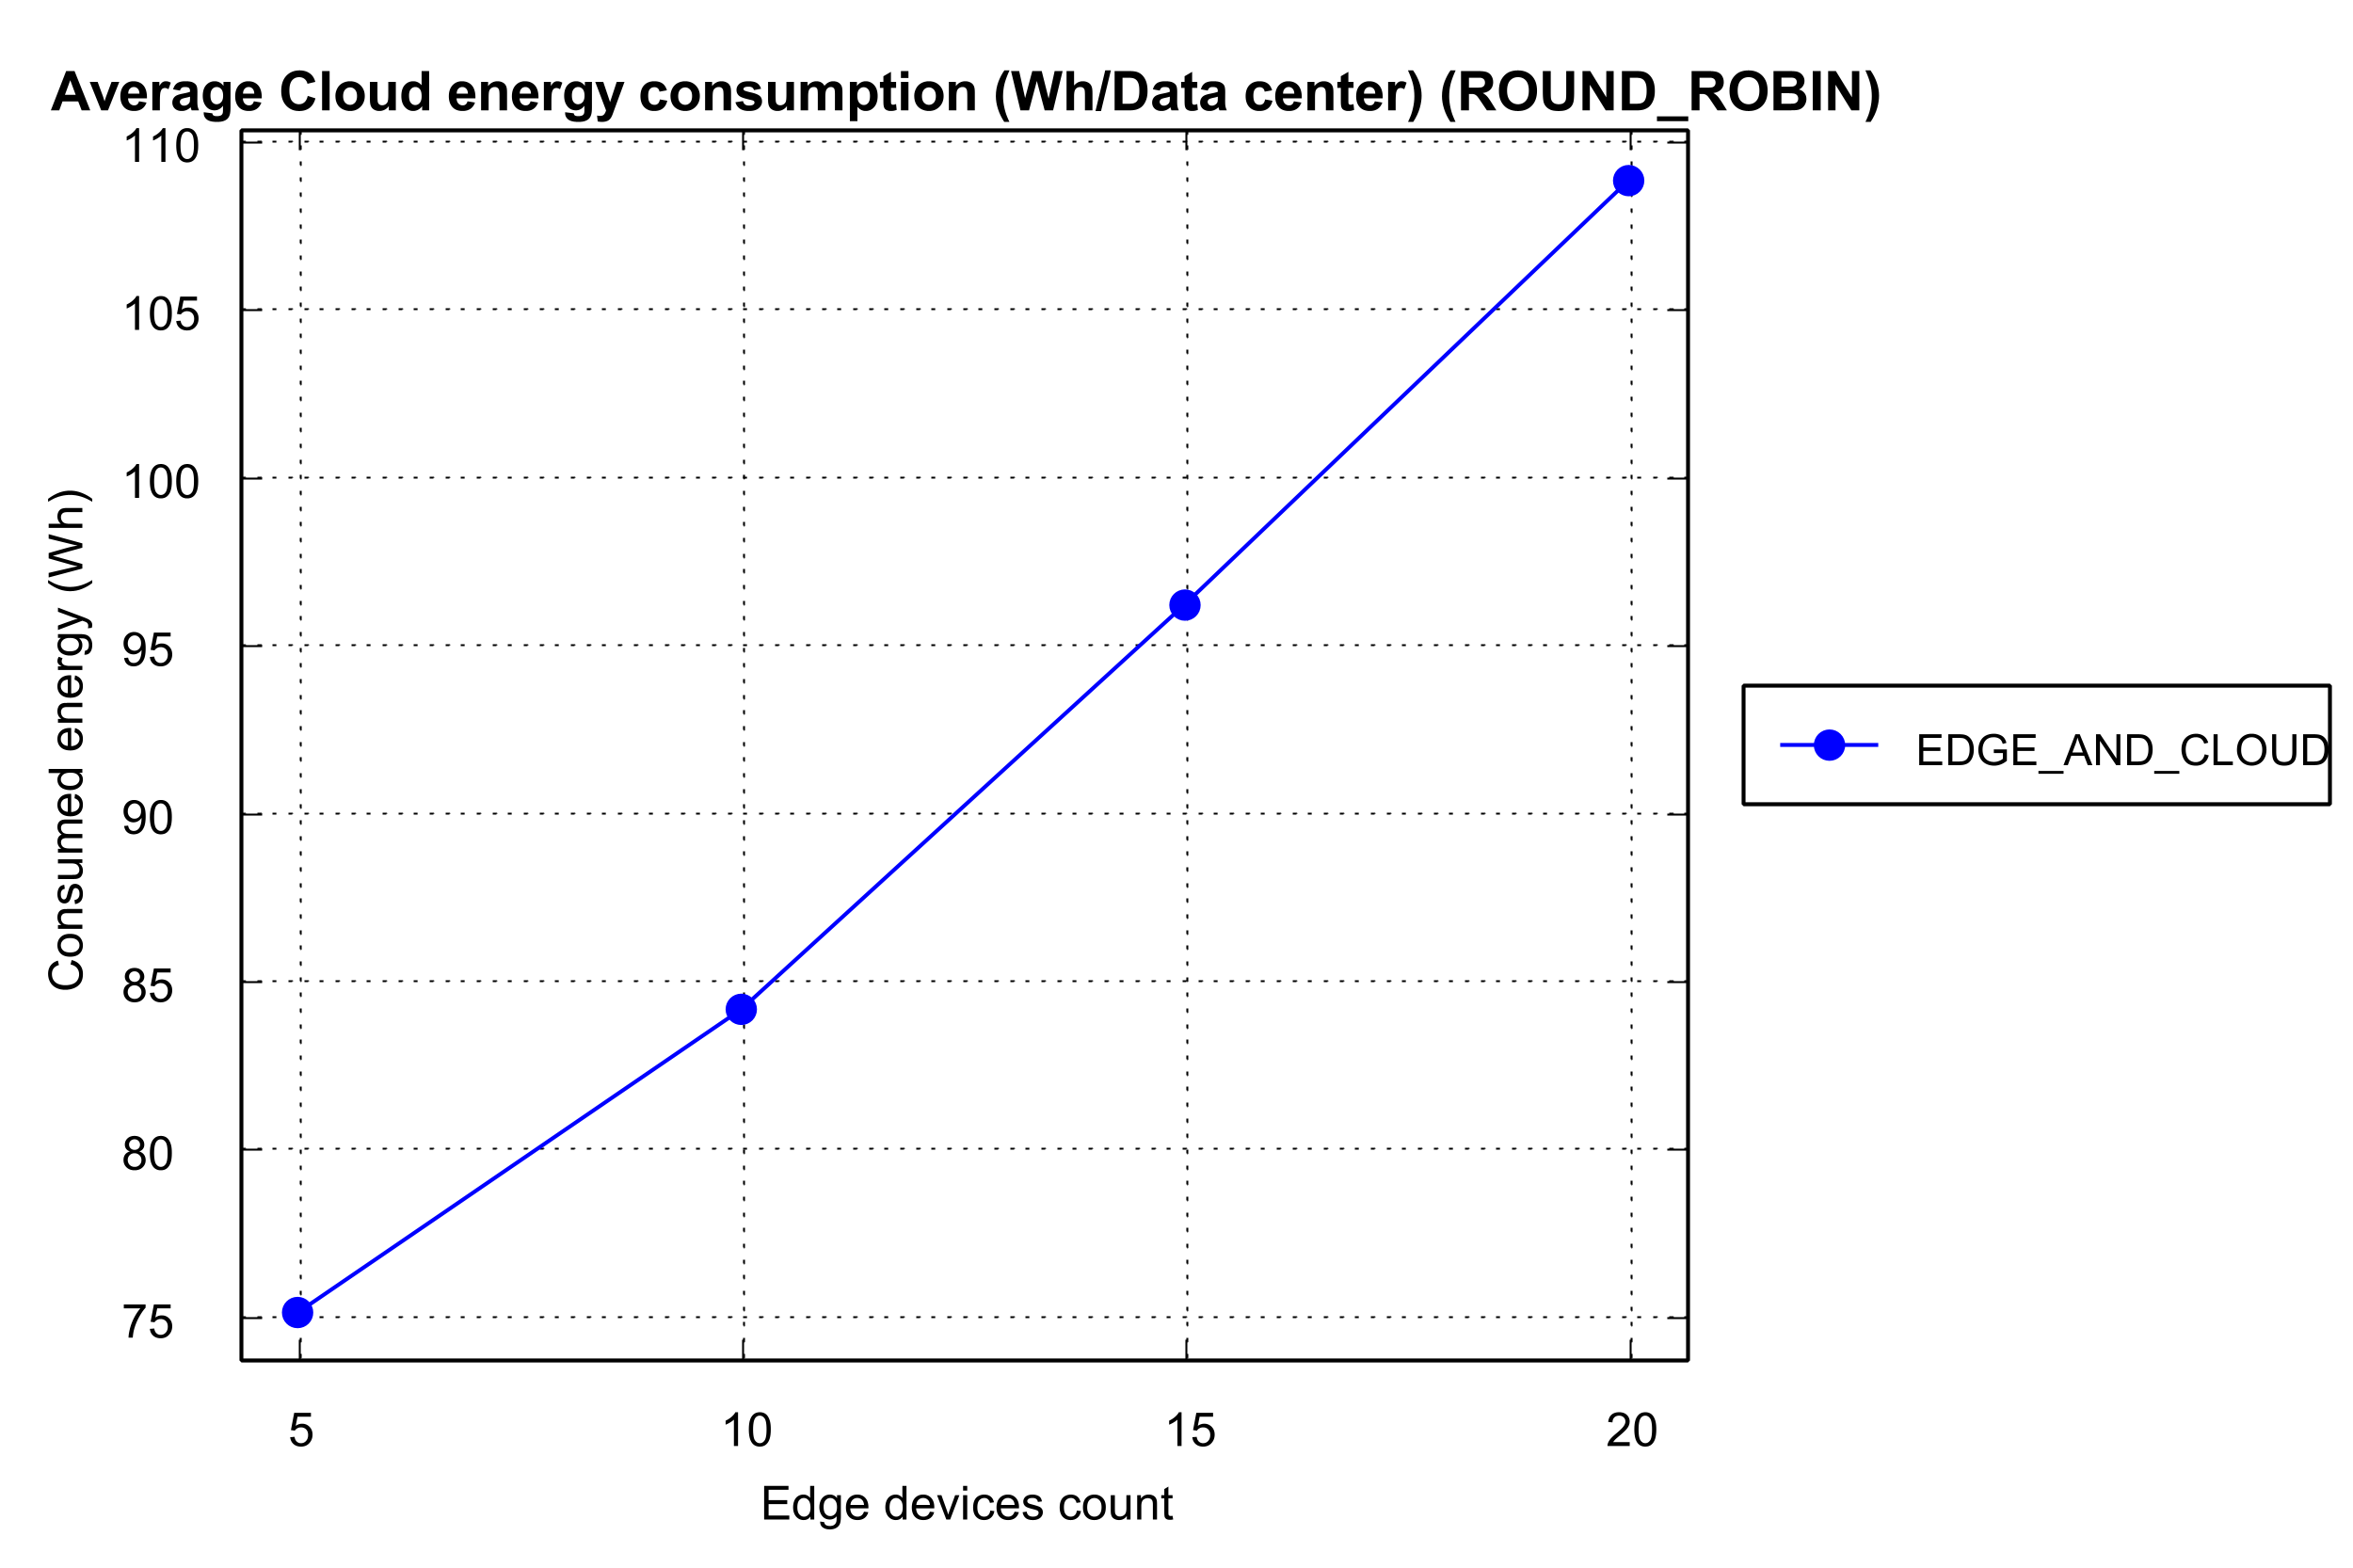 Average Cloud energy consumption (Wh/Data center) (ROUND_ROBIN)
110
105
100
95
90
85
80
75
Consumed energy (Wh)
5 10 15 20
Edge devices count
EDGE_AND_CLOUD